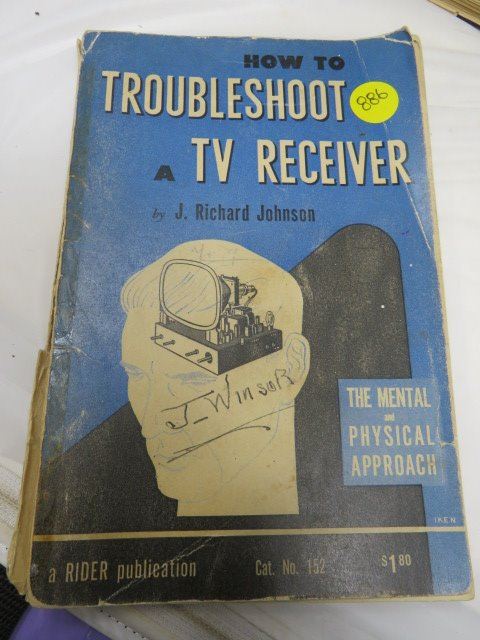 HOW TO
TROUBLESHOOT
886
A TV RECEIVER
by J. Richard Johnson
J-Winsor
THE MENTAL
and
PHYSICAL
APPROACH
IKEN
a RIDER publication Cat. No. 152 $1.80